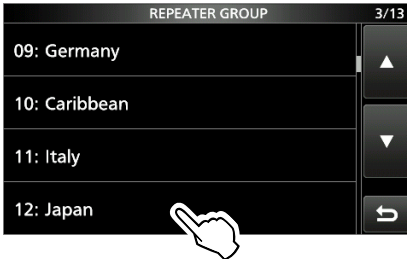 REPEATER GROUP 3/13
09: Germany
10: Caribbean
11: Italy
12: Japan